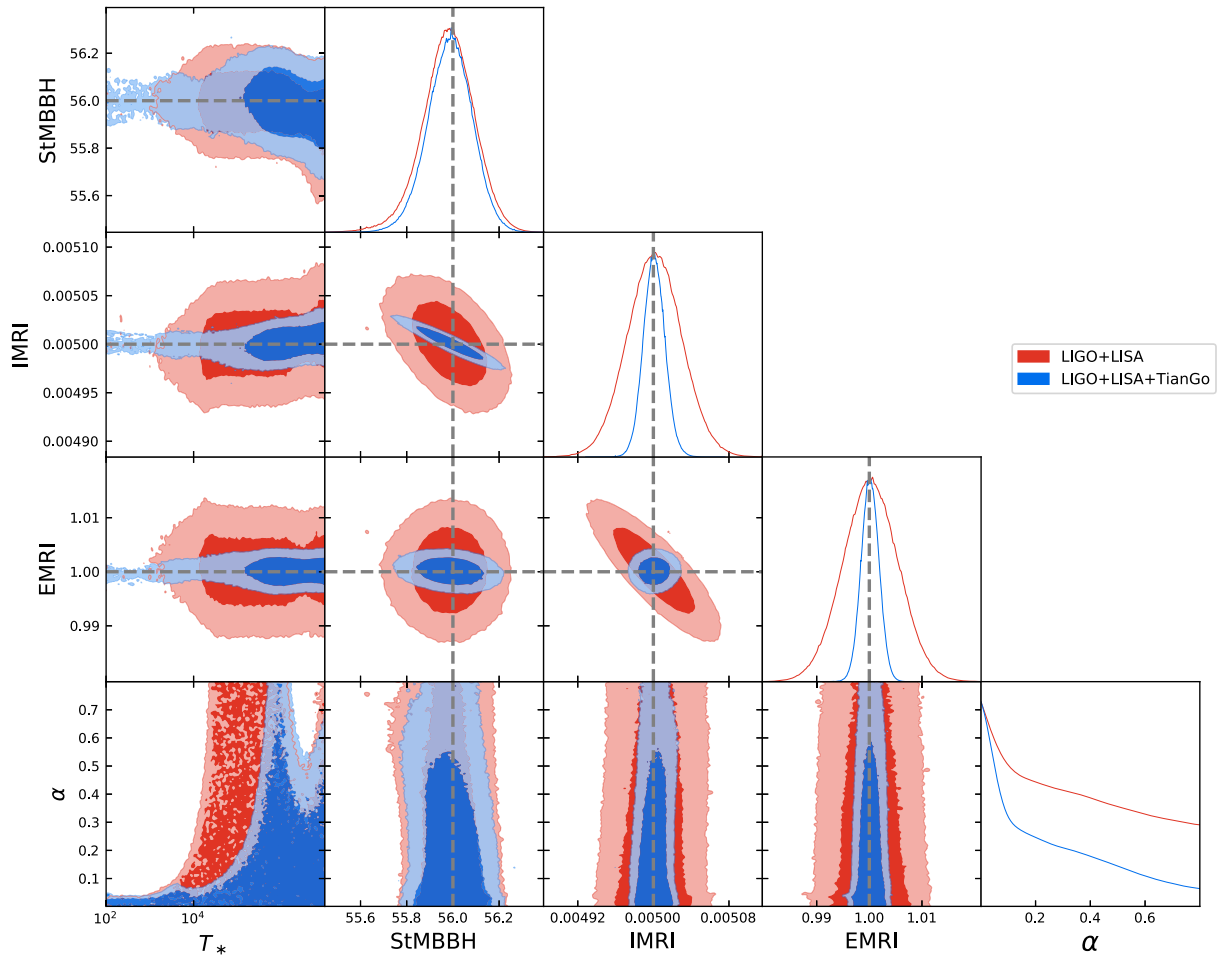 56.2
56.0
55.8
55.6
StMBBH
0.00510
0.00505
0.00500
0.00495
0.00490
IMRI
LIGO+LISA
LIGO+LISA+TianGo
1.01
1.00
0.99
EMRI
0.7
0.6
0.5
0.4
0.3
0.2
0.1
α
10² 10⁴
55.6 55.8 56.0 56.2
0.00492 0.00500 0.00508
0.99 1.00 1.01
0.2 0.4 0.6
T* StMBBH IMRI EMRI α